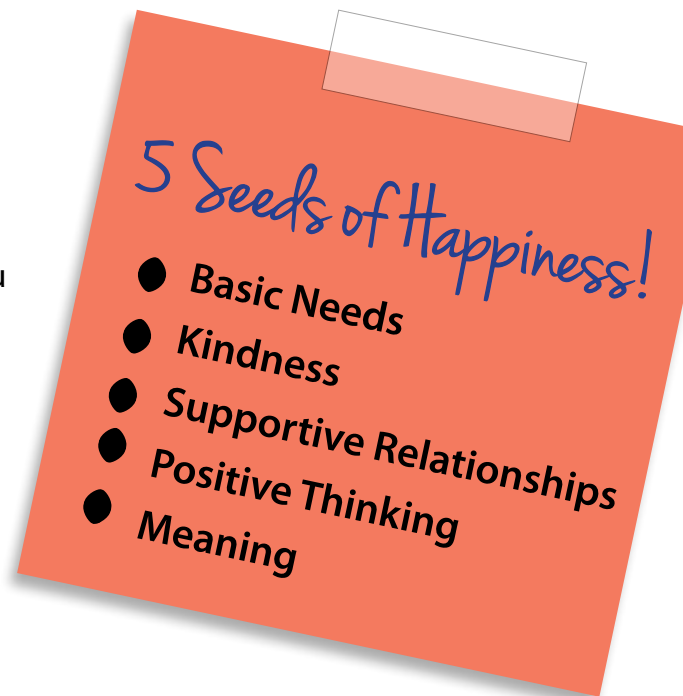 5 Seeds of Happiness!
Basic Needs
Kindness
Supportive Relationships
Positive Thinking
Meaning